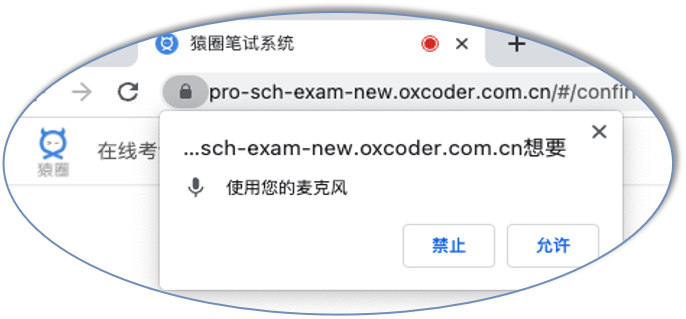 猿圈笔试系统
pro-sch-exam-new.oxcoder.com.cn/#/confin
猿圈
在线考
...sch-exam-new.oxcoder.com.cn想要
使用您的麦克风
禁止
允许